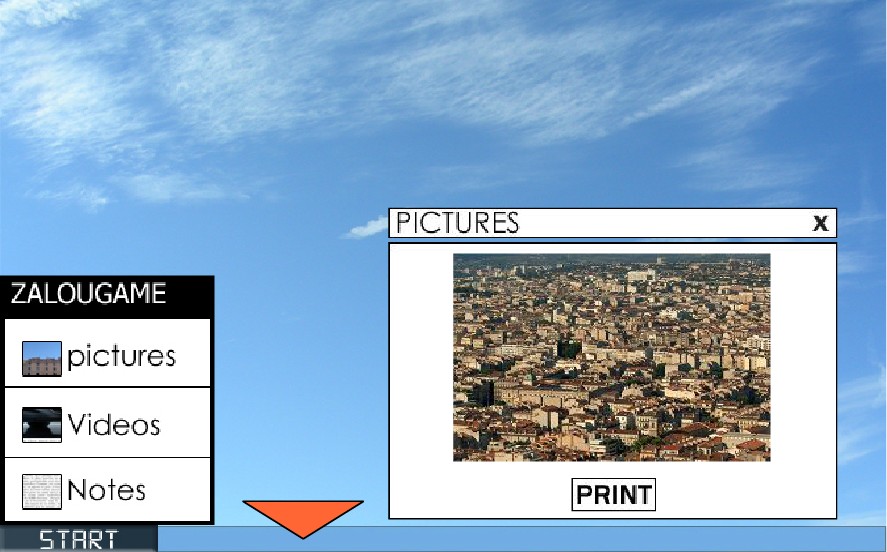 PICTURES X
ZALOUGAME
pictures
Videos
Notes
PRINT
START